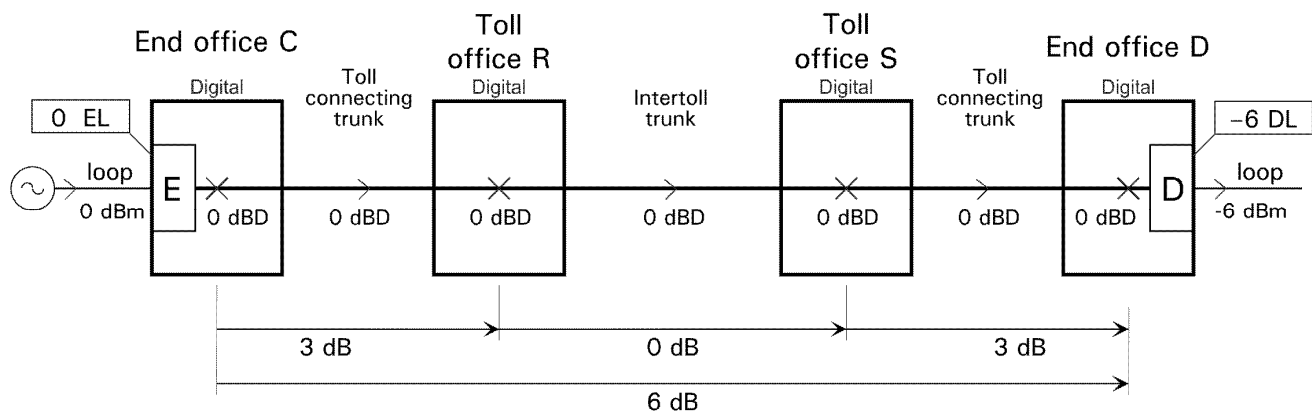 End office C
Toll
office R
Toll
office S
End office D
Digital
Toll
connecting
trunk
Digital
Intertoll
trunk
Digital
Toll
connecting
trunk
Digital
0 EL
-6 DL
loop
E
D
loop
0 dBm
0 dBD
0 dBD
0 dBD
0 dBD
0 dBD
0 dBD
0 dBD
-6 dBm
3 dB
0 dB
3 dB
6 dB